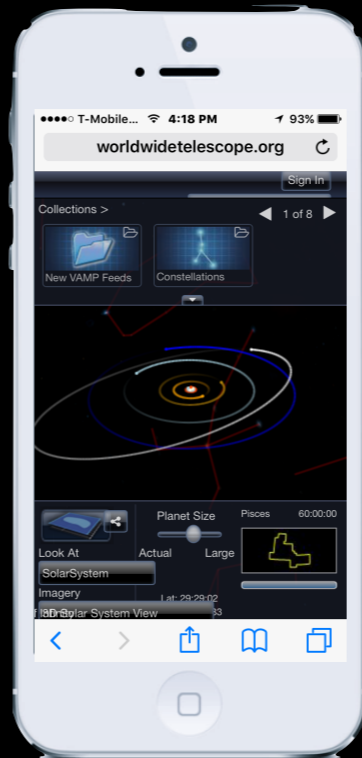 T-Mobile... 4:18 PM 93%
worldwidetelescope.org
Sign In
Collections > 1 of 8
New VAMP Feeds Constellations
Planet Size Pisces 60:00:00
Look At Actual Large
SolarSystem
Imagery Lat: 29:29:02
3D Solar System View